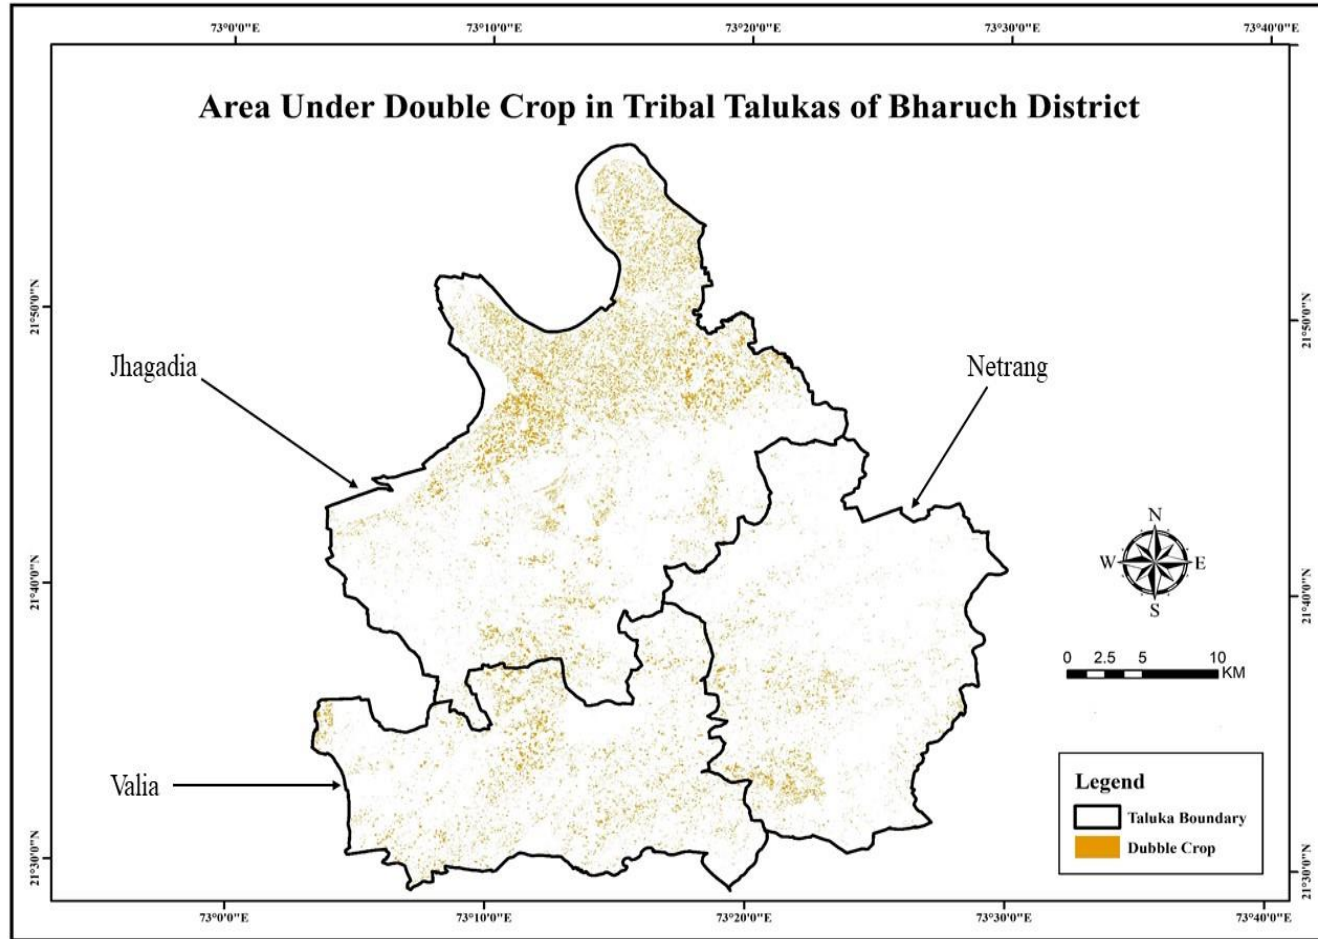 73°0'0"E 73°10'0"E 73°20'0"E 73°30'0"E 73°40'0"E
Area Under Double Crop in Tribal Talukas of Bharuch District
21°50'0"N
21°50'0"N
Jhagadia
Netrang
N
W E
S
21°40'0"N
21°40'0"N
0 2.5 5 10
KM
Valia
Legend
Taluka Boundary
Dubble Crop
21°30'0"N
21°30'0"N
73°0'0"E 73°10'0"E 73°20'0"E 73°30'0"E 73°40'0"E